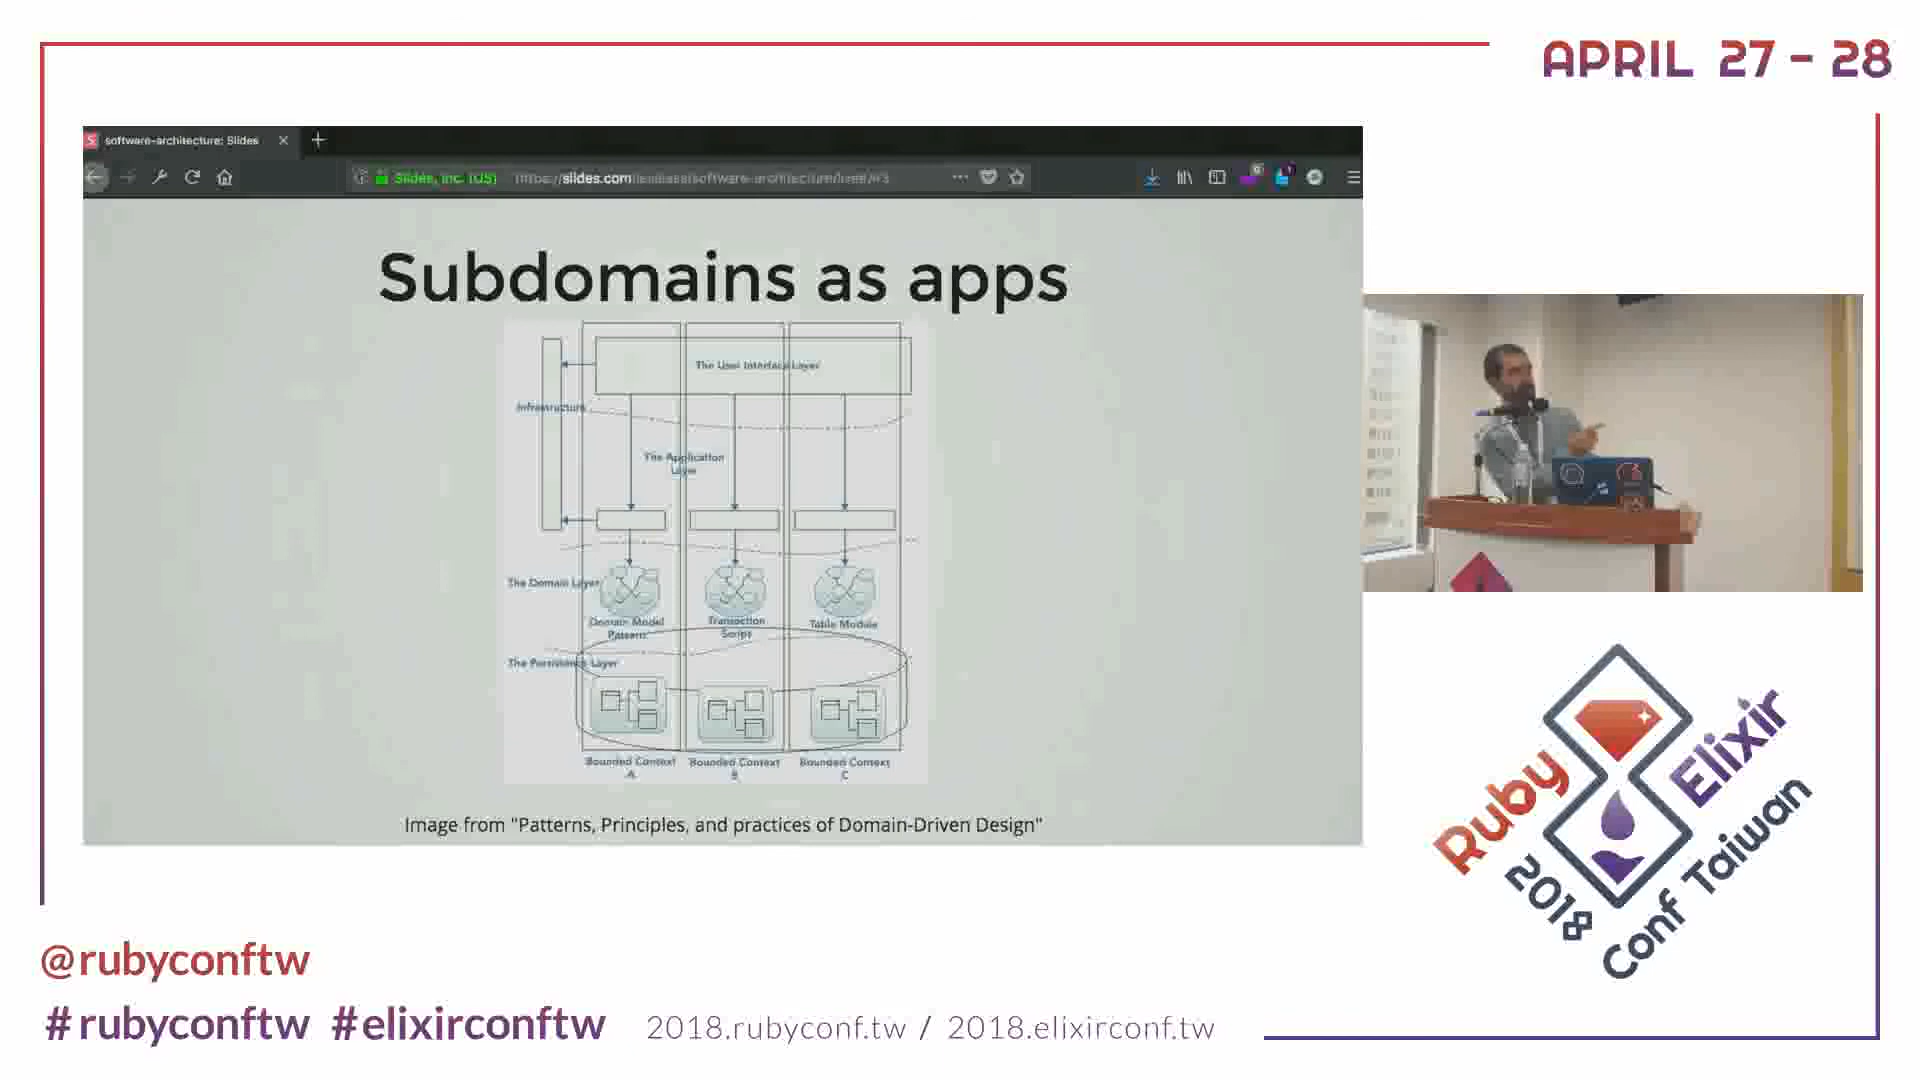 APRIL 27 - 28
software-architecture: Slides
Slides, Inc. (US)
https://slides.com
Subdomains as apps
The User Interface Layer
Infrastructure
The Application
Layer
The Domain Layer
Domain Model
Pattern
Transaction
Script
Table Module
The Persistence Layer
Bounded Context
A
Bounded Context
B
Bounded Context
C
Image from "Patterns, Principles, and practices of Domain-Driven Design"
Ruby
Elixir
2018
Conf Taiwan
@rubyconftw
#rubyconftw #elixirconftw
2018.rubyconf.tw / 2018.elixirconf.tw